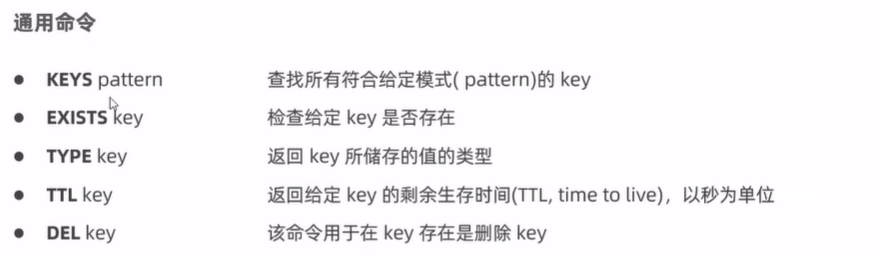 通用命令
● KEYS pattern 查找所有符合给定模式( pattern)的 key
● EXISTS key 检查给定 key 是否存在
● TYPE key 返回 key 所储存的值的类型
● TTL key 返回给定 key 的剩余生存时间(TTL, time to live)，以秒为单位
● DEL key 该命令用于在 key 存在是删除 key